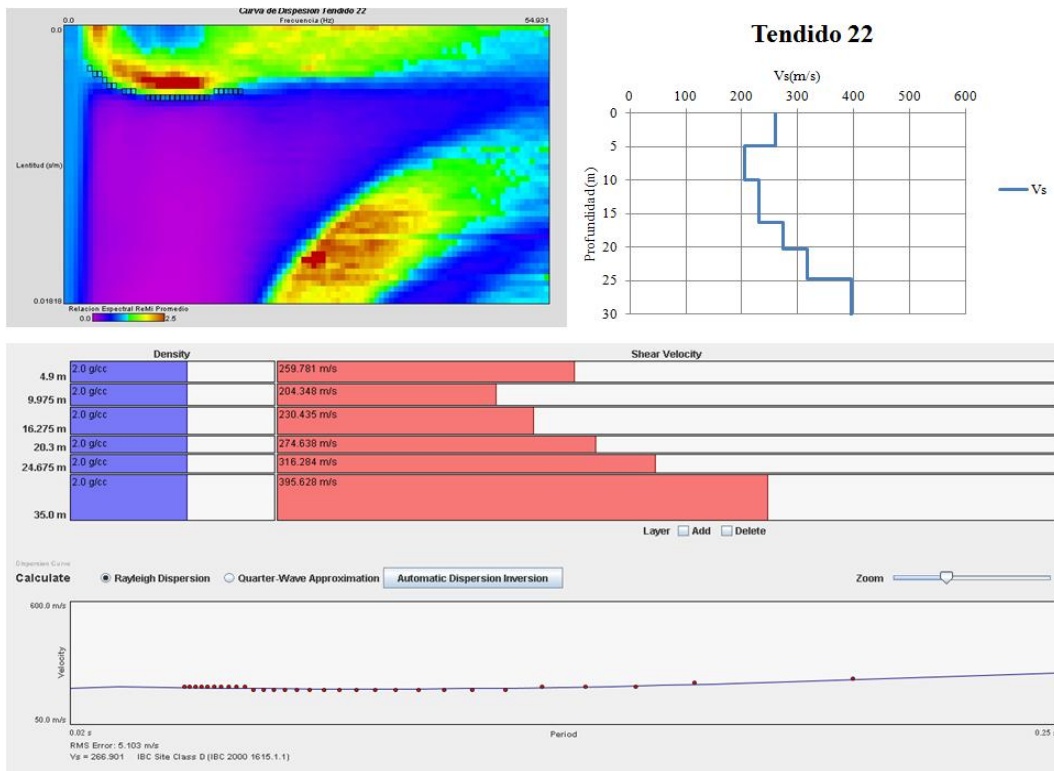 Curva de Dispesión Tendido 22
0.0 Frecuencia (Hz) 54.931
0.0
Lentitud (s/m)
0.01818
Relacion Espectral ReMi Promedio
0.0 2.5
Tendido 22
Vs(m/s)
0 100 200 300 400 500 600
0
5
10
15
20
25
30
Profundidad(m)
Vs
Density Shear Velocity
4.9 m 2.0 g/cc 259.781 m/s
9.975 m 2.0 g/cc 204.348 m/s
16.275 m 2.0 g/cc 230.435 m/s
20.3 m 2.0 g/cc 274.638 m/s
24.675 m 2.0 g/cc 316.284 m/s
35.0 m 2.0 g/cc 395.628 m/s
Layer Add Delete
Dispersion Curve
Calculate Rayleigh Dispersion Quarter-Wave Approximation Automatic Dispersion Inversion Zoom
600.0 m/s
Velocity
50.0 m/s
0.02 s Period 0.25 s
RMS Error: 5.103 m/s
Vs = 266.901 IBC Site Class D (IBC 2000 1615.1.1)